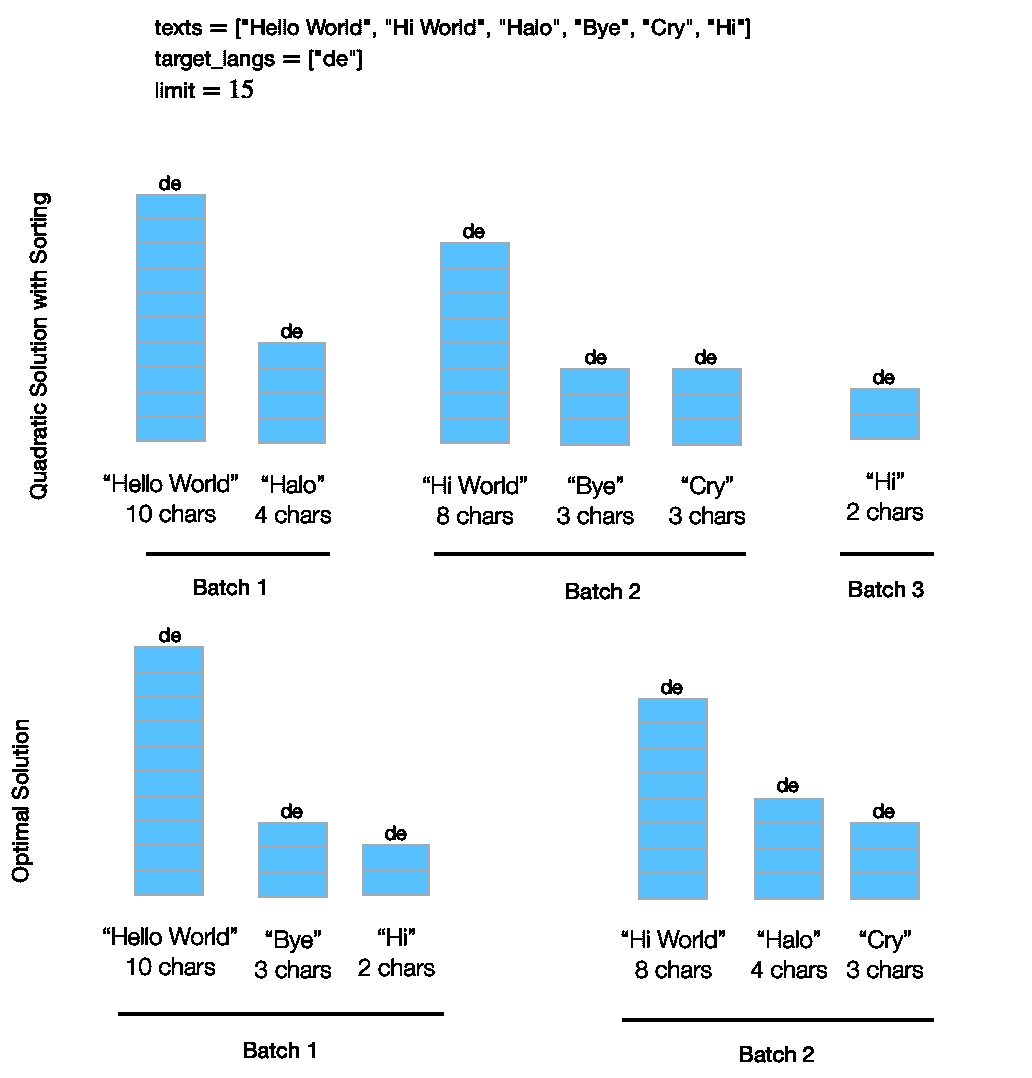 texts = ["Hello World", "Hi World", "Halo", "Bye", "Cry", "Hi"]
target_langs = ["de"]
limit = 15
Quadratic Solution with Sorting
de
de
de
de
de
de
“Hello World”
10 chars
“Halo”
4 chars
“Hi World”
8 chars
“Bye”
3 chars
“Cry”
3 chars
“Hi”
2 chars
Batch 1
Batch 2
Batch 3
Optimal Solution
de
de
de
de
de
de
“Hello World”
10 chars
“Bye”
3 chars
“Hi”
2 chars
“Hi World”
8 chars
“Halo”
4 chars
“Cry”
3 chars
Batch 1
Batch 2